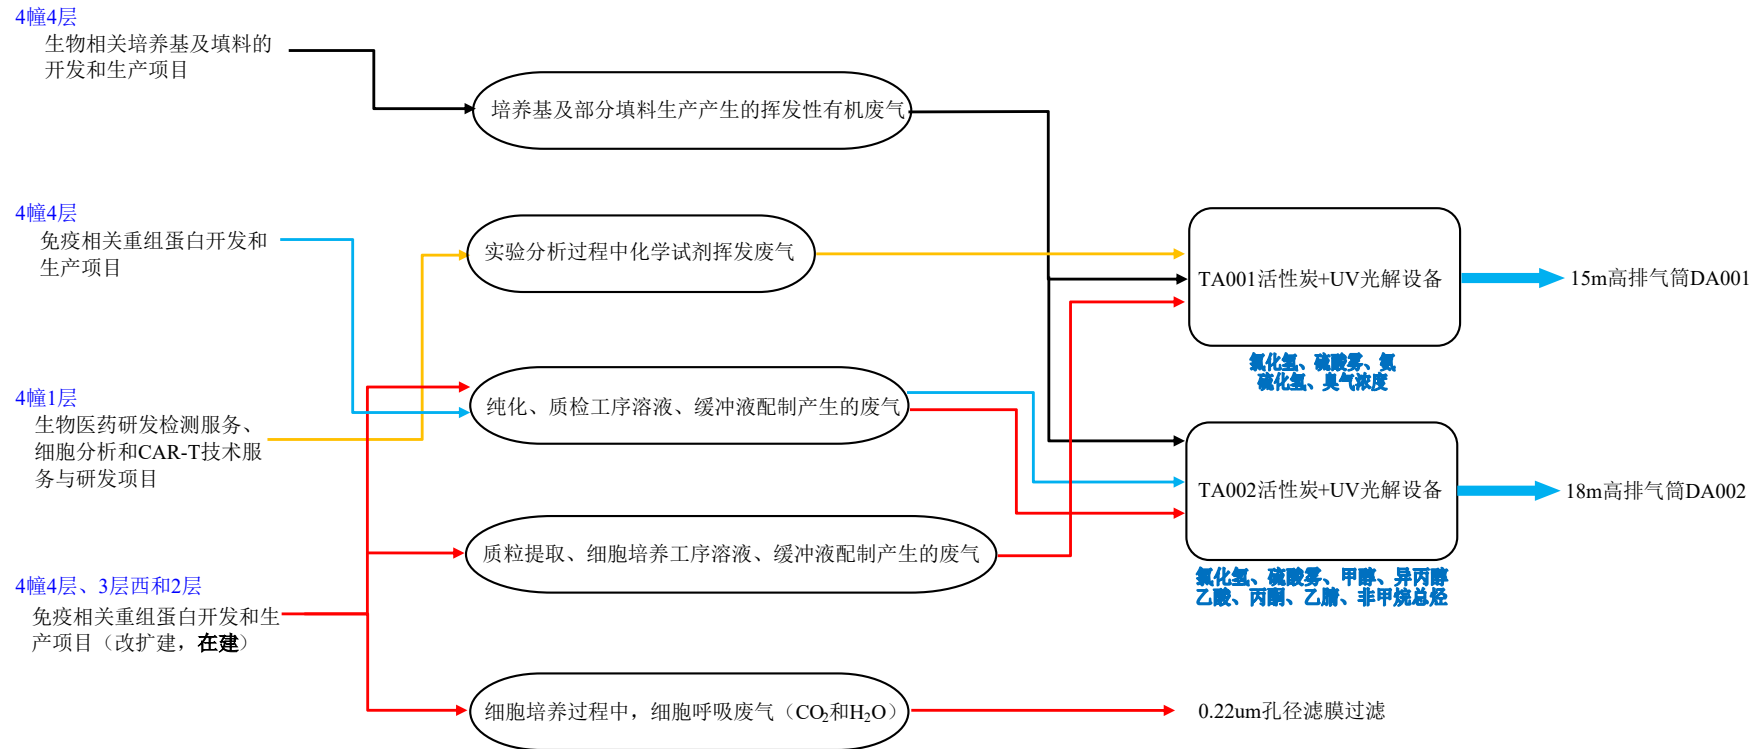 4幢4层
生物相关培养基及填料的
开发和生产项目
培养基及部分填料生产产生的挥发性有机废气
4幢4层
免疫相关重组蛋白开发和
生产项目
实验分析过程中化学试剂挥发废气
TA001活性炭+UV光解设备
15m高排气筒DA001
氯化氢、硫酸雾、氨
硫化氢、臭气浓度
4幢1层
生物医药研发检测服务、
细胞分析和CAR-T技术服
务与研发项目
纯化、质检工序溶液、缓冲液配制产生的废气
TA002活性炭+UV光解设备
18m高排气筒DA002
质粒提取、细胞培养工序溶液、缓冲液配制产生的废气
氯化氢、硫酸雾、甲醇、异丙醇
乙酸、丙酮、乙腈、非甲烷总烃
4幢4层、3层西和2层
免疫相关重组蛋白开发和生
产项目（改扩建，在建）
细胞培养过程中，细胞呼吸废气（CO₂和H₂O）
0.22um孔径滤膜过滤